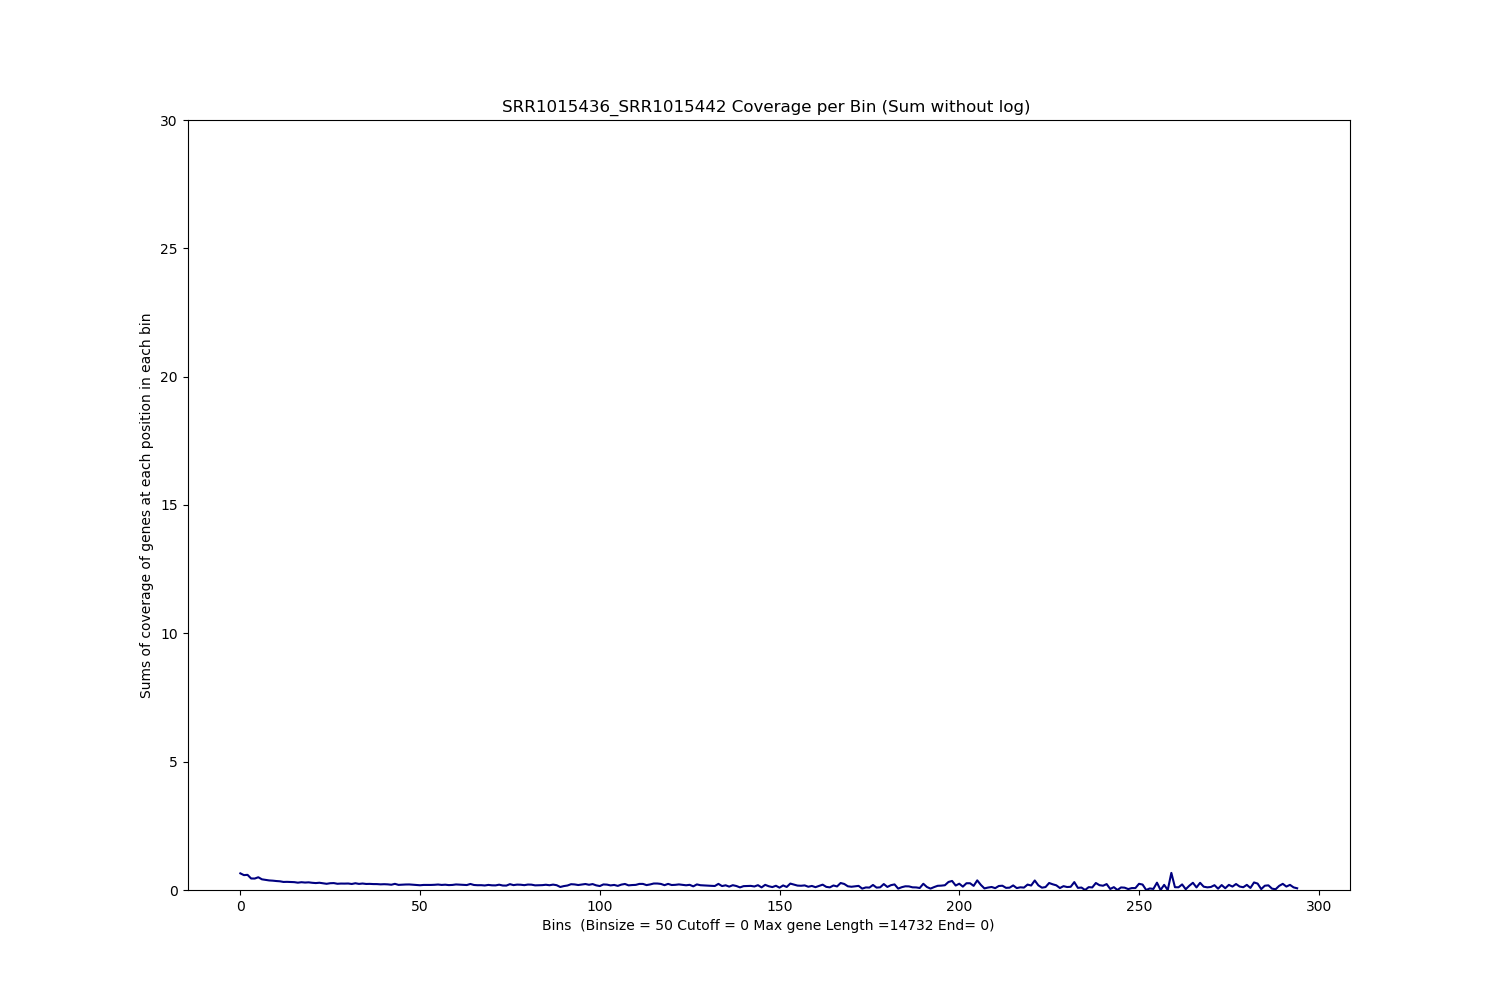 SRR1015436_SRR1015442 Coverage per Bin (Sum without log)
30
25
20
15
10
5
0
Sums of coverage of genes at each position in each bin
0 50 100 150 200 250 300
Bins  (Binsize = 50 Cutoff = 0 Max gene Length =14732 End= 0)